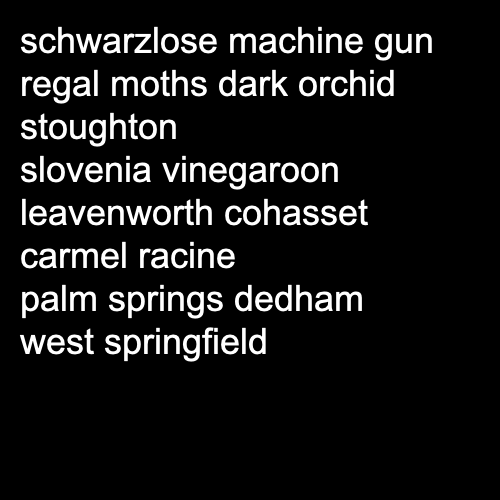 schwarzlose machine gun
regal moths dark orchid
stoughton
slovenia vinegaroon
leavenworth cohasset
carmel racine
palm springs dedham
west springfield